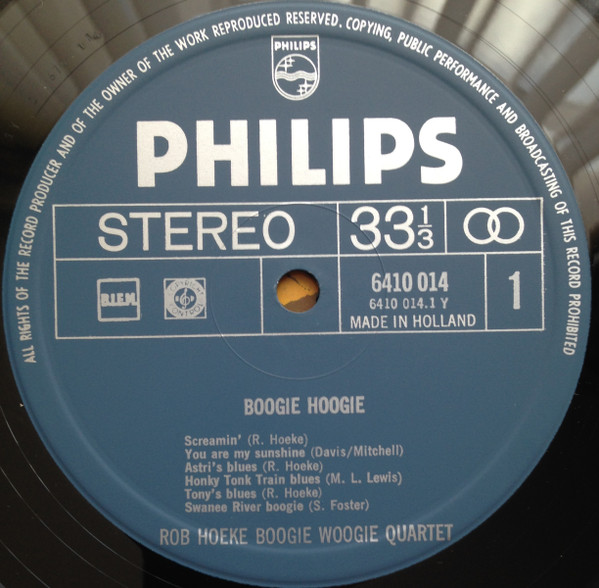 ALL RIGHTS OF THE RECORD PRODUCER AND OF THE OWNER OF THE WORK REPRODUCED RESERVED. COPYING, PUBLIC PERFORMANCE AND BROADCASTING OF THIS RECORD PROHIBITED
PHILIPS
PHILIPS
STEREO 33 1/3
B.I.E.M. 6410 014 1
6410 014.1 Y
MADE IN HOLLAND
BOOGIE HOOGIE
Screamin' (R. Hoeke)
You are my sunshine (Davis/Mitchell)
Astri's blues (R. Hoeke)
Honky Tonk Train blues (M. L. Lewis)
Tony's blues (R. Hoeke)
Swanee River boogie (S. Foster)
ROB HOEKE BOOGIE WOOGIE QUARTET